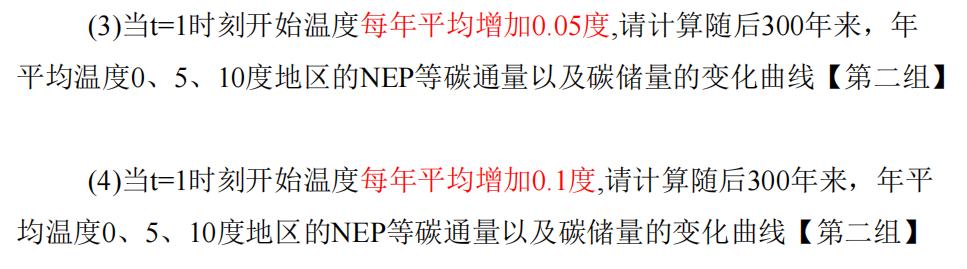 (3)当t=1时刻开始温度每年平均增加0.05度,请计算随后300年来，年
平均温度0、5、10度地区的NEP等碳通量以及碳储量的变化曲线【第二组】
(4)当t=1时刻开始温度每年平均增加0.1度,请计算随后300年来，年平
均温度0、5、10度地区的NEP等碳通量以及碳储量的变化曲线【第二组】